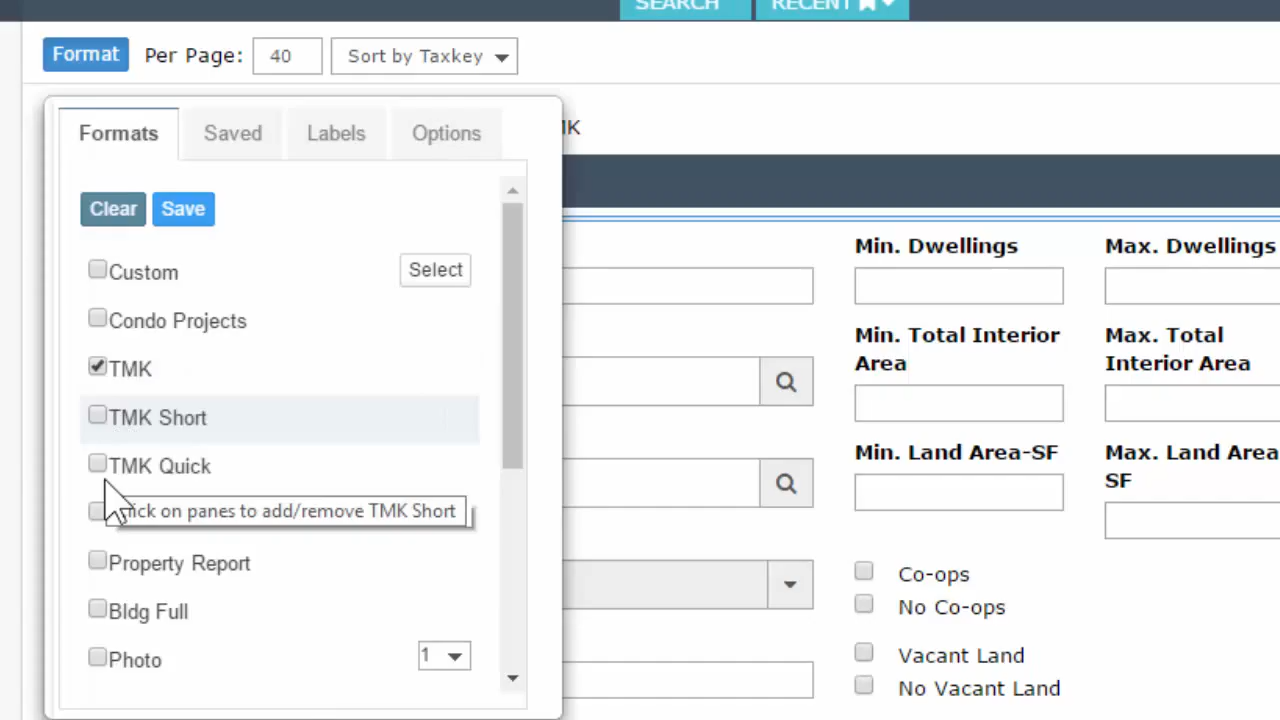 SEARCH RECENT
Format Per Page: 40 Sort by Taxkey
Formats Saved Labels Options
MK
Clear Save
Custom Select
Condo Projects
TMK
TMK Short
TMK Quick
on panes to add/remove TMK Short
Property Report
Bldg Full
Photo 1
Min. Dwellings Max. Dwellings
Min. Total Interior
Area
Max. Total
Interior Area
Min. Land Area-SF
Max. Land Area-
SF
Co-ops
No Co-ops
Vacant Land
No Vacant Land